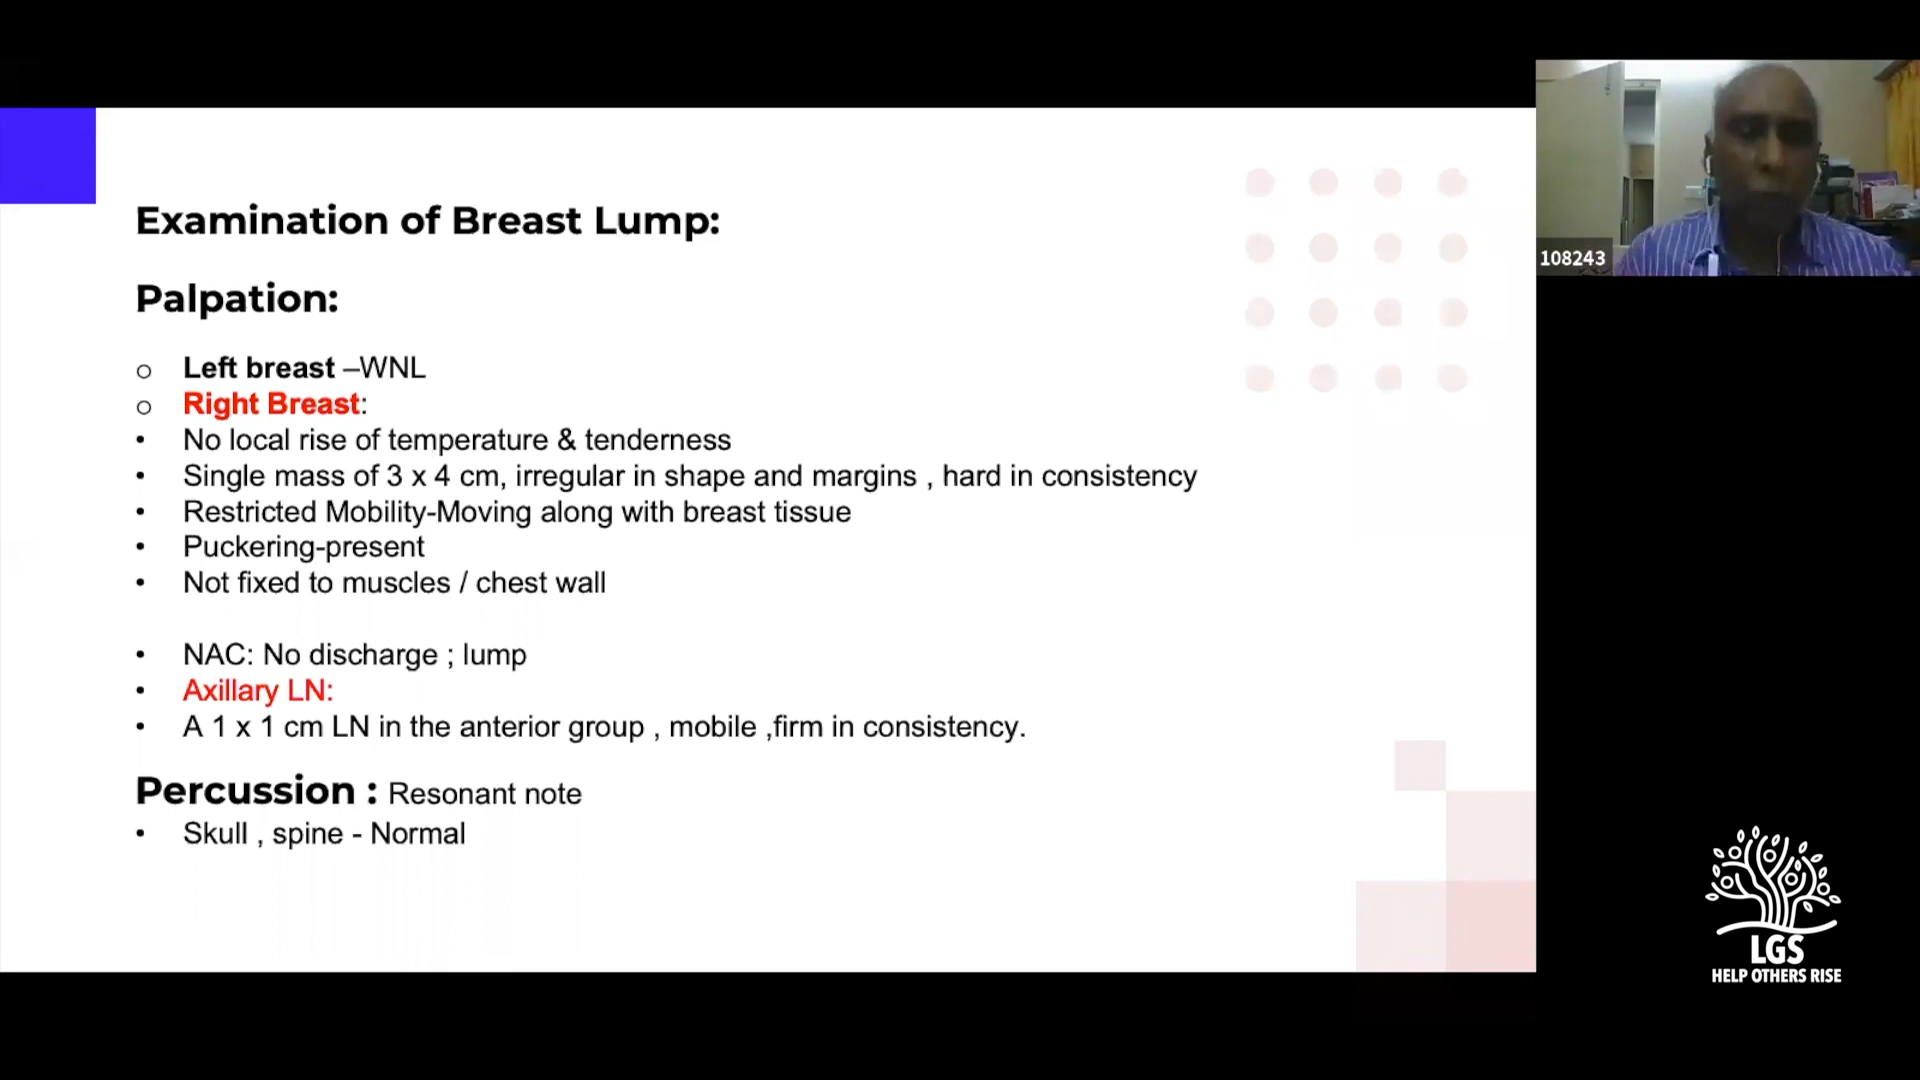 Examination of Breast Lump:
Palpation:
Left breast –WNL
Right Breast:
No local rise of temperature & tenderness
Single mass of 3 x 4 cm, irregular in shape and margins , hard in consistency
Restricted Mobility-Moving along with breast tissue
Puckering-present
Not fixed to muscles / chest wall
NAC: No discharge ; lump
Axillary LN:
A 1 x 1 cm LN in the anterior group , mobile ,firm in consistency.
Percussion : Resonant note
Skull , spine - Normal
108243
LGS
HELP OTHERS RISE